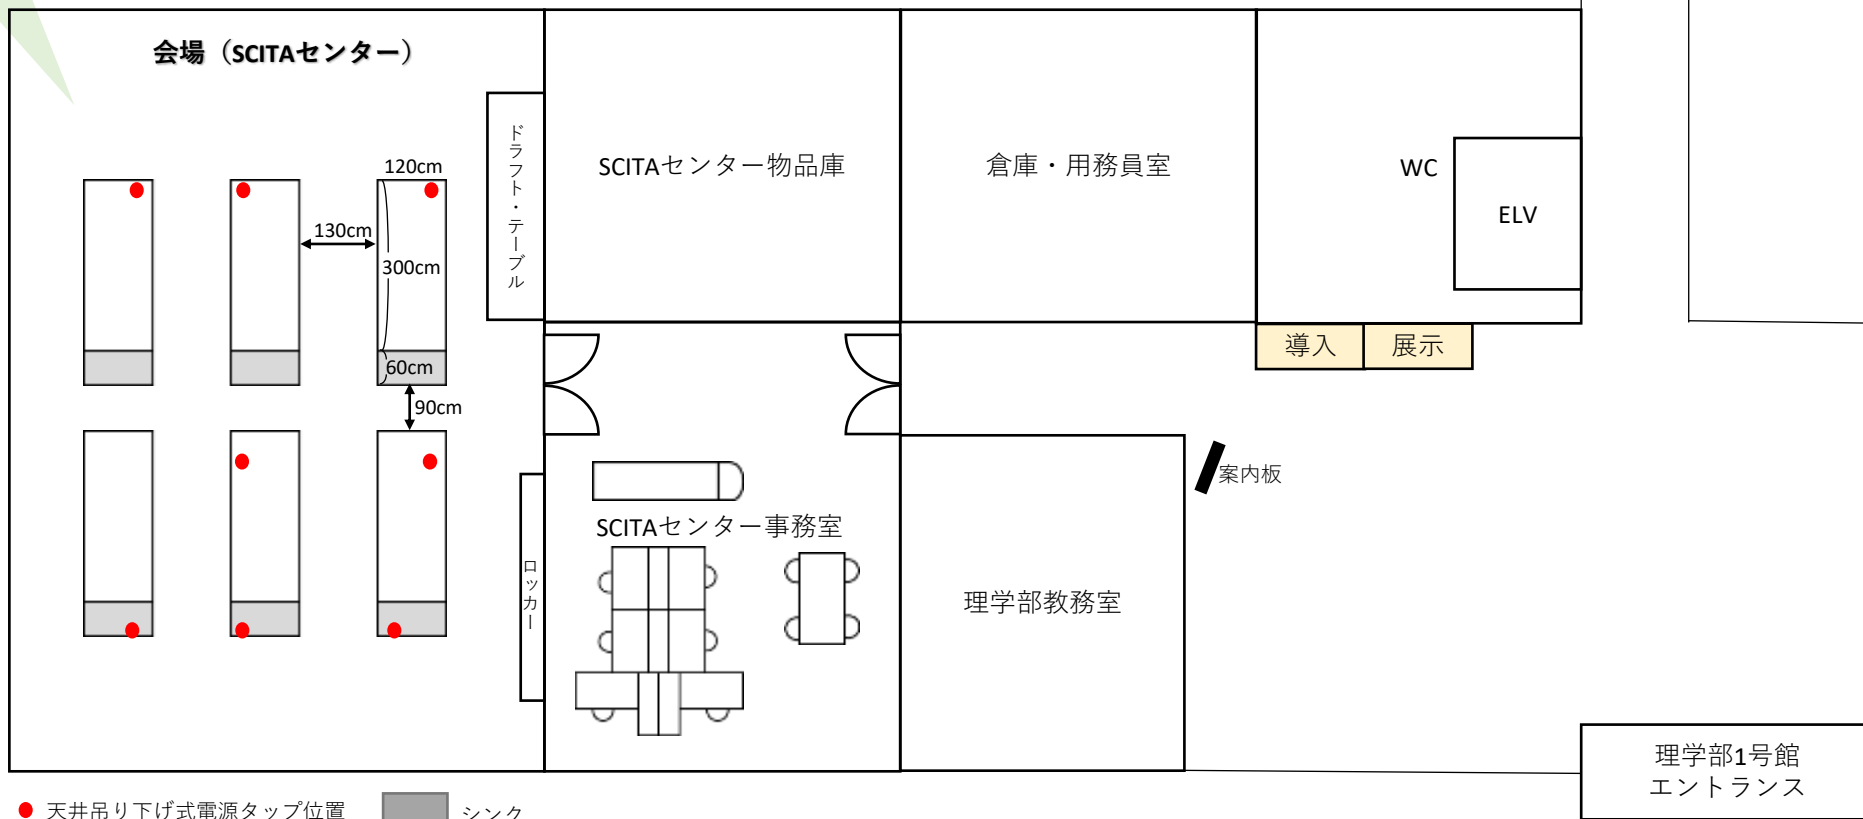 会場（SCITAセンター）
ドラフト・テーブル
SCITAセンター物品庫
倉庫・用務員室
WC
ELV
120cm
130cm
300cm
60cm
90cm
導入
展示
案内板
SCITAセンター事務室
ロッカー
理学部教務室
理学部1号館
エントランス
天井吊り下げ式電源タップ位置
シンク